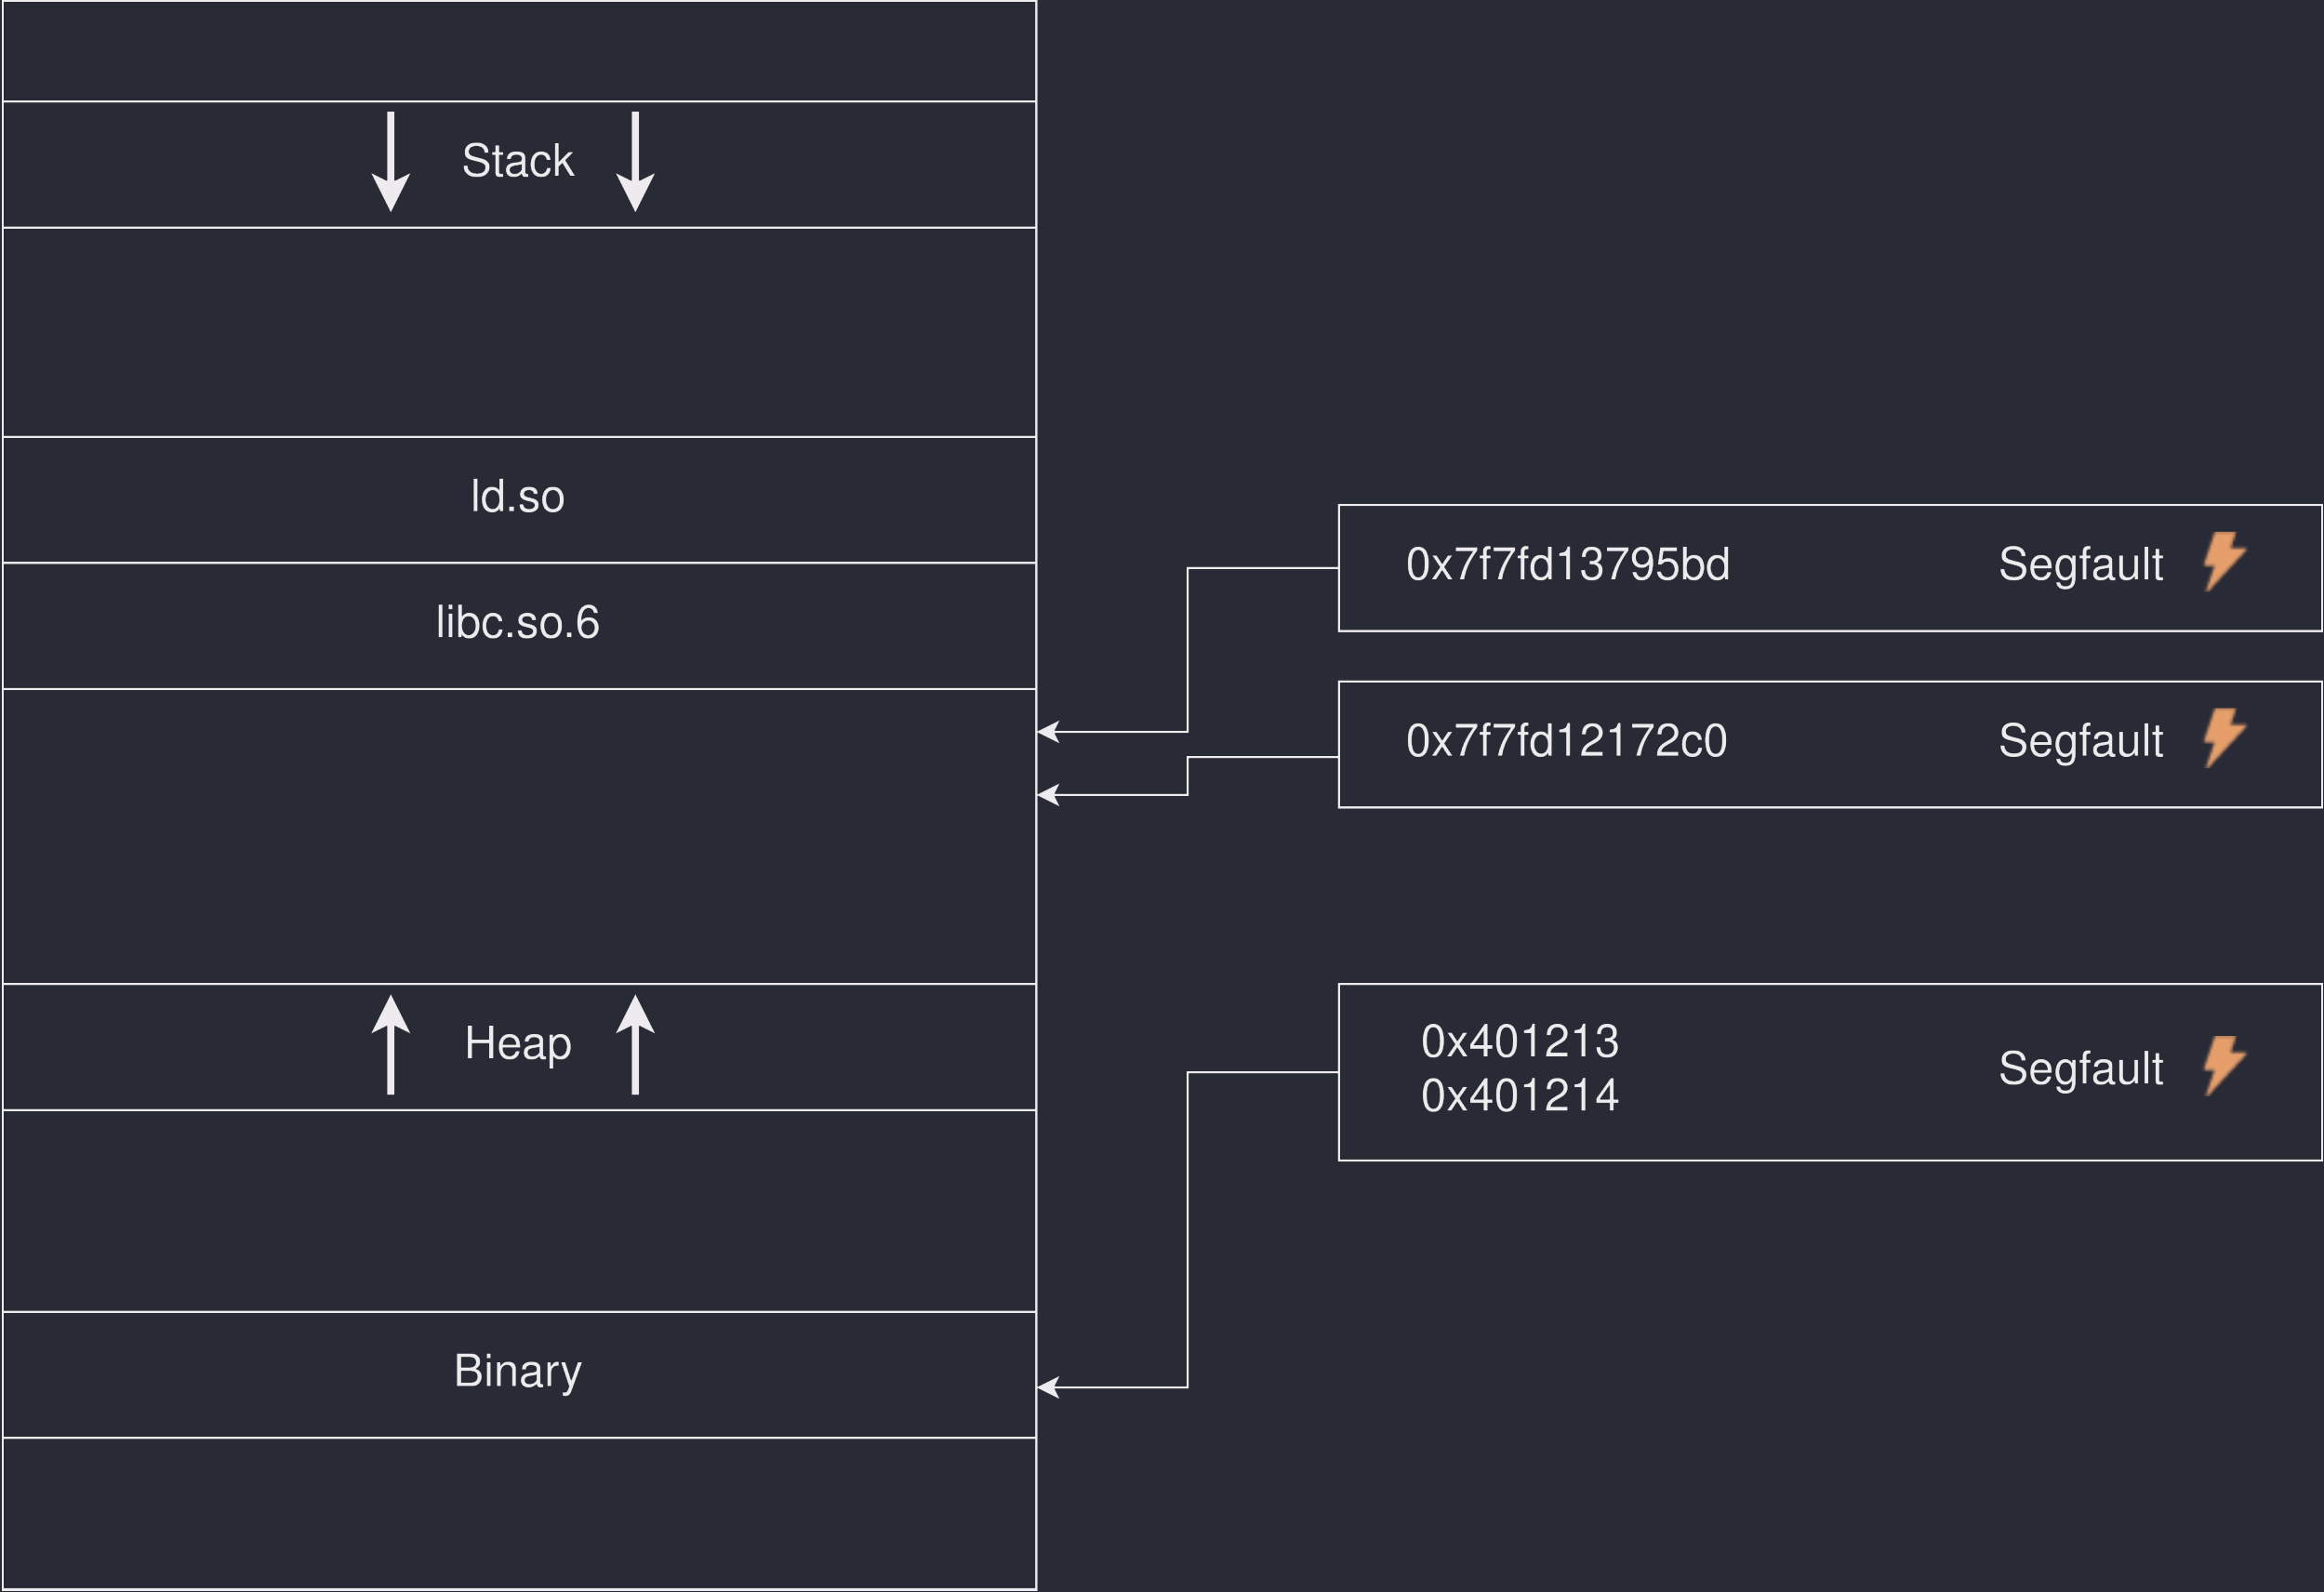 Stack
ld.so
libc.so.6
Heap
Binary
0x7f7fd13795bd Segfault
0x7f7fd12172c0 Segfault
0x401213
0x401214
Segfault